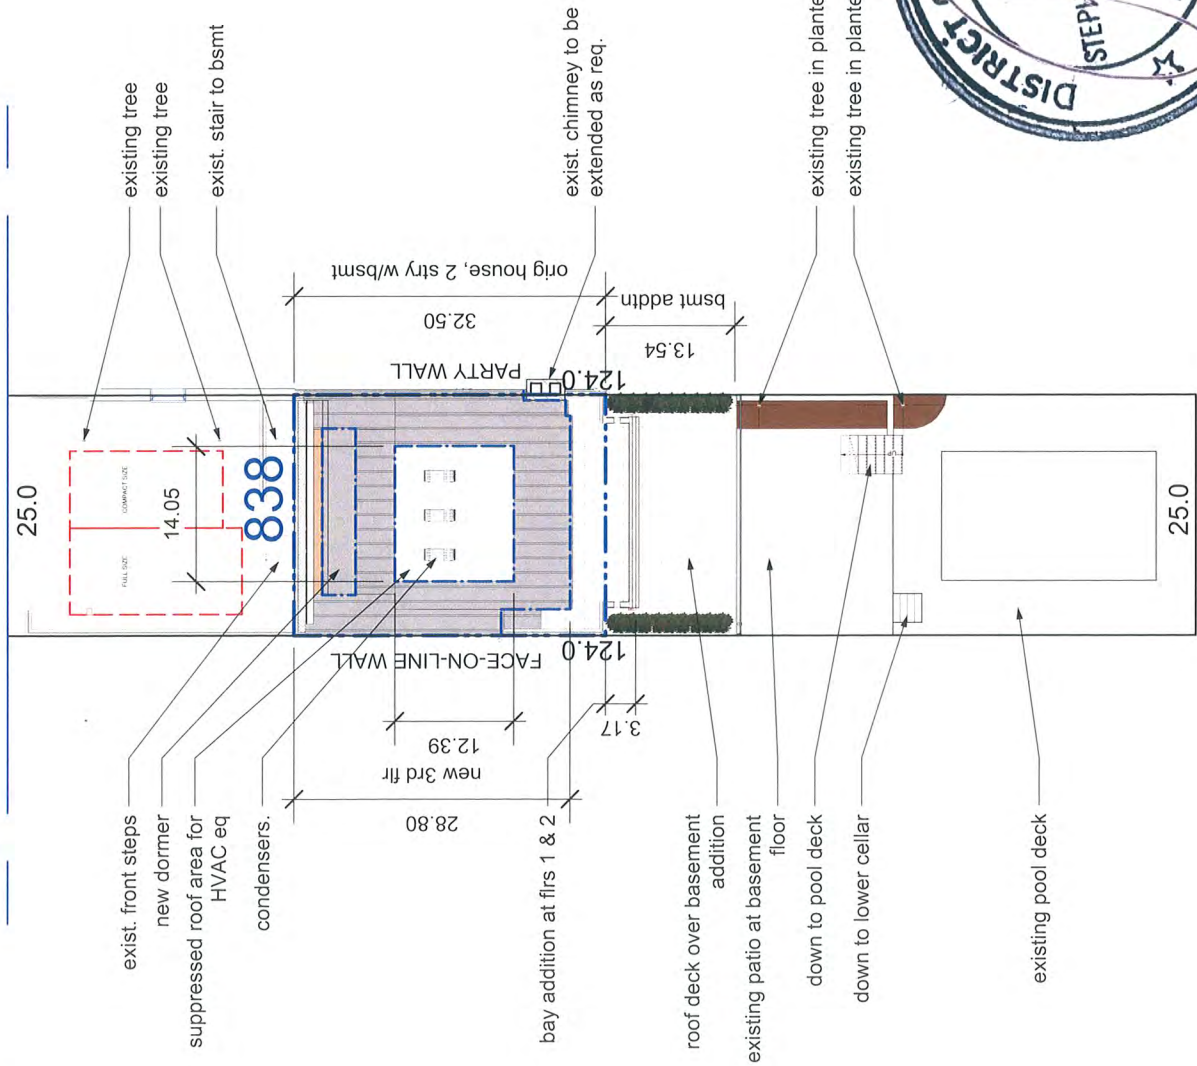 existing tree
existing tree
exist. stair to bsmt
25.0
COMPACT SIZE
FULL SIZE
14.05
838
exist. front steps
new dormer
suppressed roof area for
HVAC eq
condensers.
orig house, 2 stry w/bsmt
32.50
PARTY WALL
exist. chimney to be
extended as req.
124.0
bsmt addtn
13.54
FACE-ON-LINE WALL
124.0
12.39
new 3rd flr
28.80
3.17
bay addition at flrs 1 & 2
existing tree in plante
existing tree in plante
roof deck over basement
addition
existing patio at basement
floor
down to pool deck
down to lower cellar
existing pool deck
25.0
DISTRICT